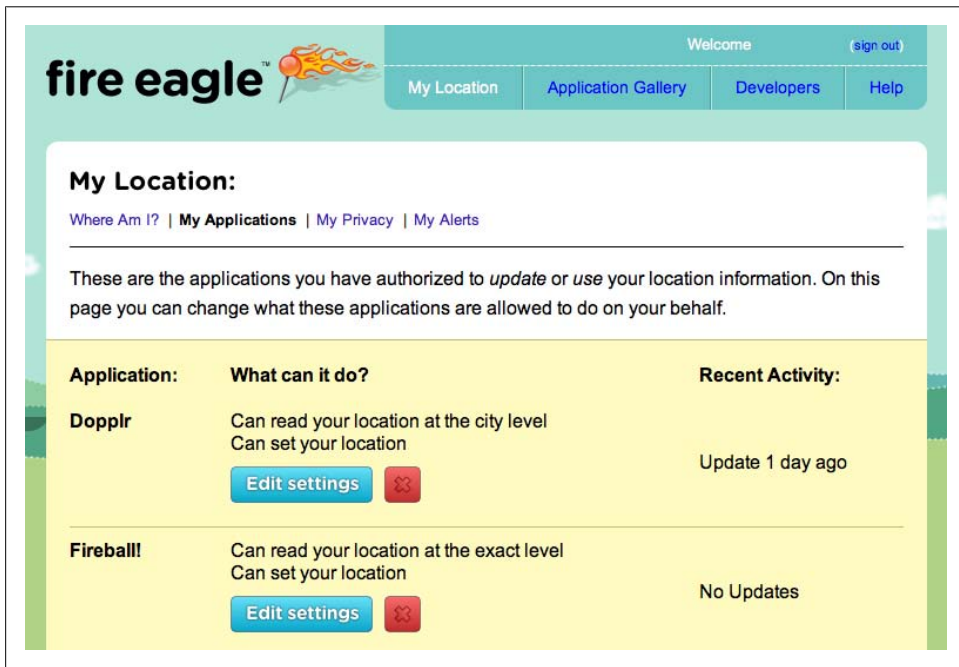 fire eagle™
Welcome (sign out)
My Location Application Gallery Developers Help
My Location:
Where Am I? | My Applications | My Privacy | My Alerts
These are the applications you have authorized to update or use your location information. On this
page you can change what these applications are allowed to do on your behalf.
Application: What can it do? Recent Activity:
Dopplr Can read your location at the city level
Can set your location
Update 1 day ago
Edit settings
Fireball! Can read your location at the exact level
Can set your location
No Updates
Edit settings